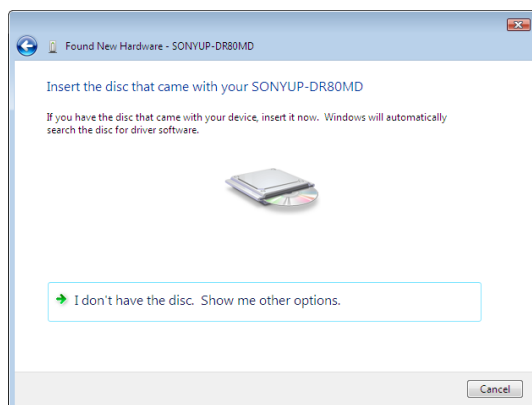 Found New Hardware - SONYUP-DR80MD
Insert the disc that came with your SONYUP-DR80MD
If you have the disc that came with your device, insert it now. Windows will automatically
search the disc for driver software.
I don't have the disc. Show me other options.
Cancel